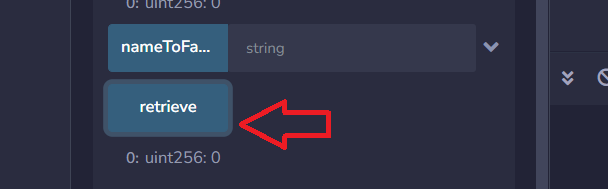 0: uint256: 0
nameToFa... string
retrieve
0: uint256: 0